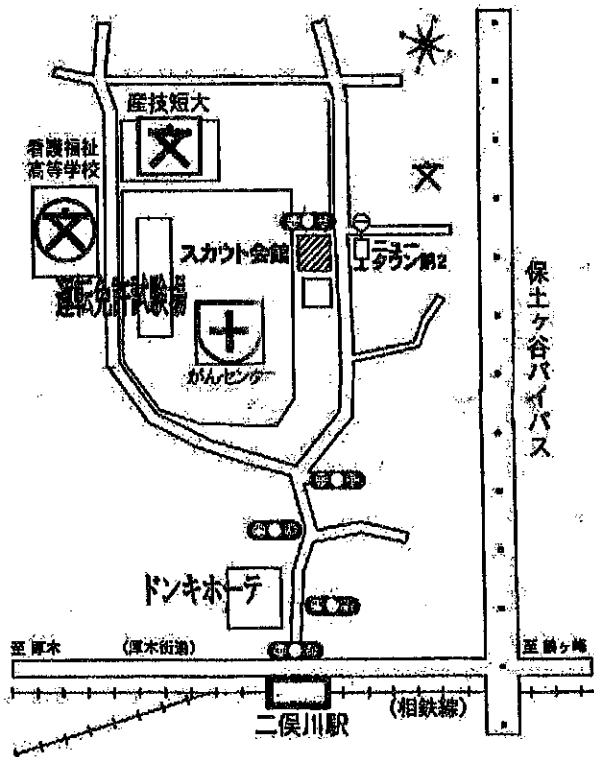 産技短大
看護福祉
高等学校
スカウト会館
ニュー
タウン第2
運転免許試験場
がんセンター
保土ヶ谷バイパス
ドンキホーテ
至 厚木
(厚木街道)
至 鶴ヶ峰
(相鉄線)
二俣川駅